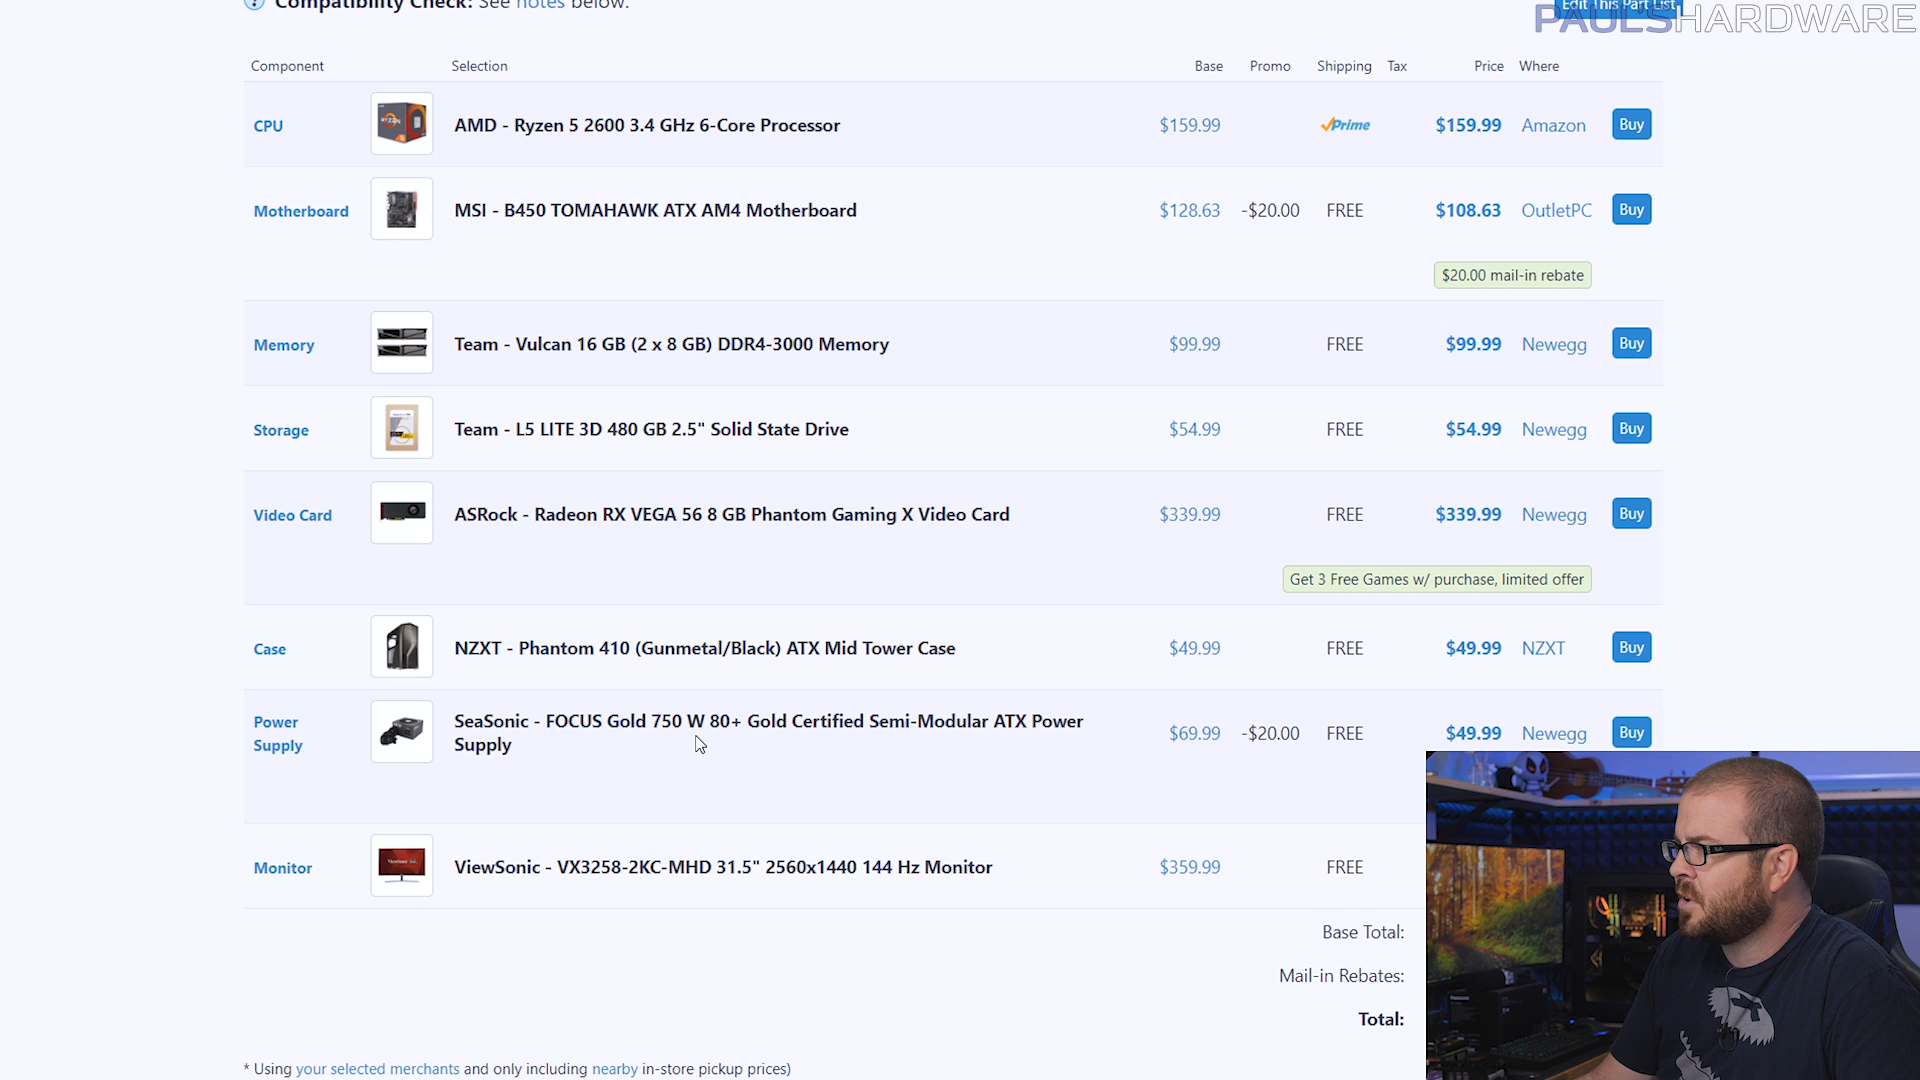 Compatibility Check: See notes below.
Edit This Part List
PAULSHARDWARE
Component Selection Base Promo Shipping Tax Price Where
CPU AMD - Ryzen 5 2600 3.4 GHz 6-Core Processor $159.99 Prime $159.99 Amazon Buy
Motherboard MSI - B450 TOMAHAWK ATX AM4 Motherboard $128.63 -$20.00 FREE $108.63 OutletPC Buy
$20.00 mail-in rebate
Memory Team - Vulcan 16 GB (2 x 8 GB) DDR4-3000 Memory $99.99 FREE $99.99 Newegg Buy
Storage Team - L5 LITE 3D 480 GB 2.5" Solid State Drive $54.99 FREE $54.99 Newegg Buy
Video Card ASRock - Radeon RX VEGA 56 8 GB Phantom Gaming X Video Card $339.99 FREE $339.99 Newegg Buy
Get 3 Free Games w/ purchase, limited offer
Case NZXT - Phantom 410 (Gunmetal/Black) ATX Mid Tower Case $49.99 FREE $49.99 NZXT Buy
Power
Supply
SeaSonic - FOCUS Gold 750 W 80+ Gold Certified Semi-Modular ATX Power
Supply
$69.99 -$20.00 FREE $49.99 Newegg Buy
Monitor ViewSonic - VX3258-2KC-MHD 31.5" 2560x1440 144 Hz Monitor $359.99 FREE
Base Total:
Mail-in Rebates:
Total:
* Using your selected merchants and only including nearby in-store pickup prices)